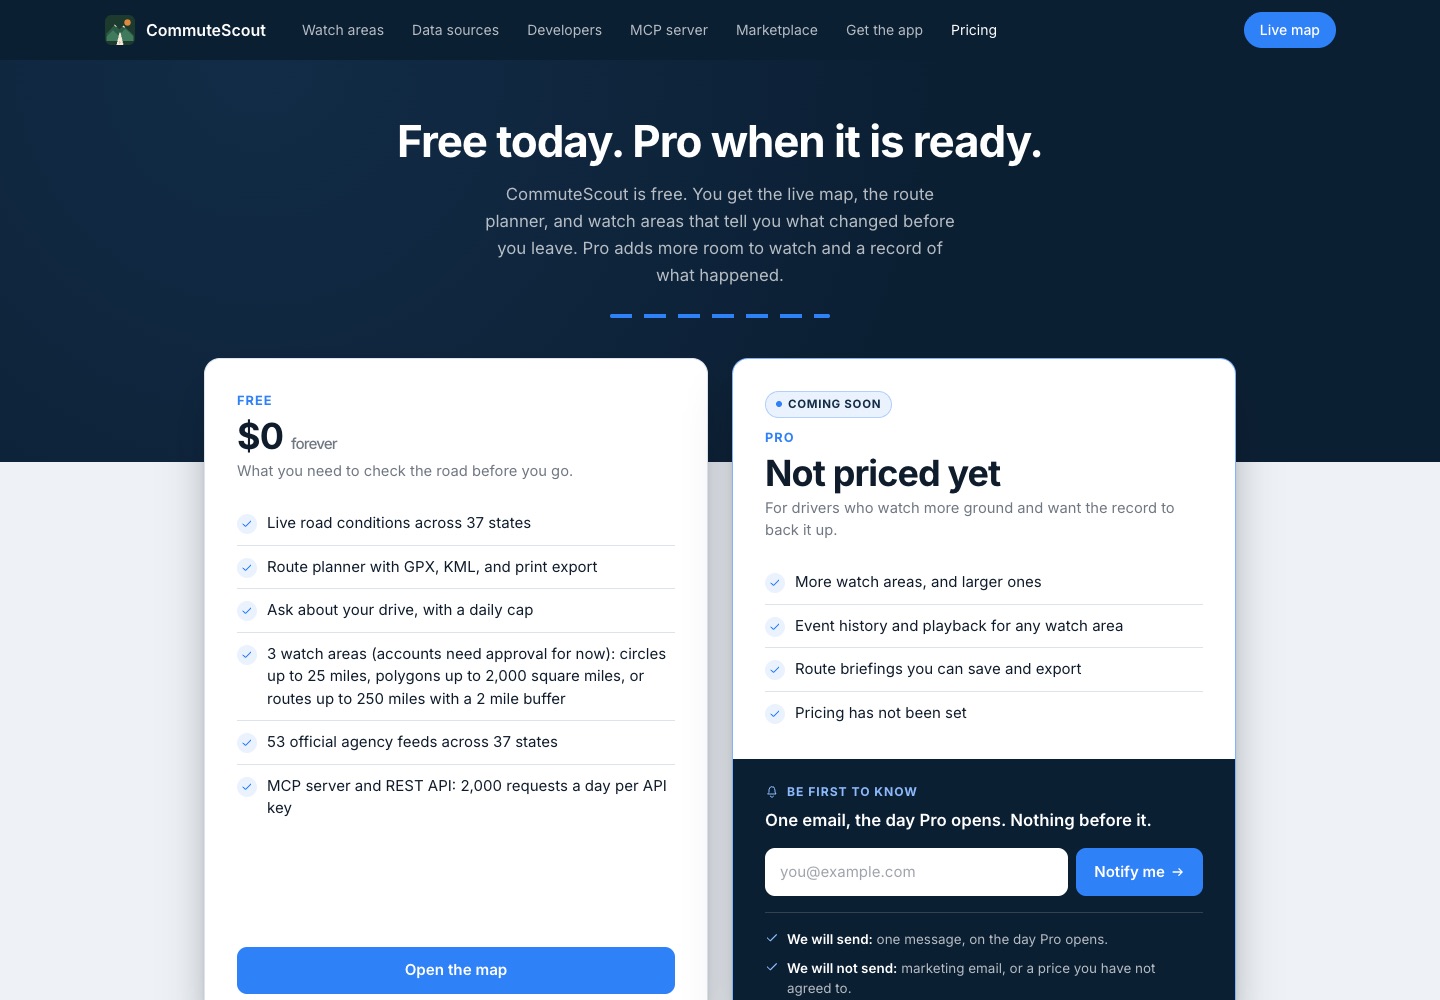 CommuteScout
Watch areas
Data sources
Developers
MCP server
Marketplace
Get the app
Pricing
Live map
Free today. Pro when it is ready.
CommuteScout is free. You get the live map, the route
planner, and watch areas that tell you what changed before
you leave. Pro adds more room to watch and a record of
what happened.
FREE
$0 forever
What you need to check the road before you go.
Live road conditions across 37 states
Route planner with GPX, KML, and print export
Ask about your drive, with a daily cap
3 watch areas (accounts need approval for now): circles
up to 25 miles, polygons up to 2,000 square miles, or
routes up to 250 miles with a 2 mile buffer
53 official agency feeds across 37 states
MCP server and REST API: 2,000 requests a day per API
key
Open the map
COMING SOON
PRO
Not priced yet
For drivers who watch more ground and want the record to
back it up.
More watch areas, and larger ones
Event history and playback for any watch area
Route briefings you can save and export
Pricing has not been set
BE FIRST TO KNOW
One email, the day Pro opens. Nothing before it.
you@example.com
Notify me →
We will send: one message, on the day Pro opens.
We will not send: marketing email, or a price you have not
agreed to.